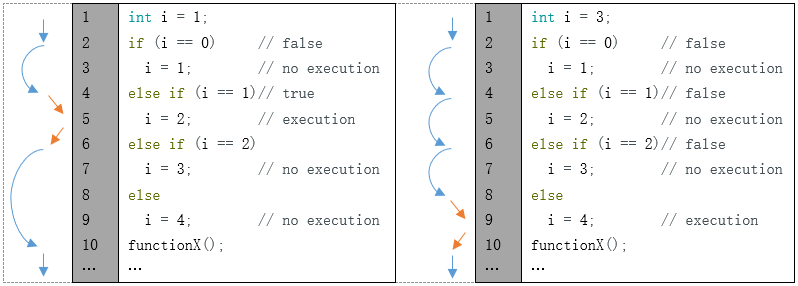 1 int i = 1;
2 if (i == 0) // false
3 i = 1; // no execution
4 else if (i == 1)// true
5 i = 2; // execution
6 else if (i == 2)
7 i = 3; // no execution
8 else
9 i = 4; // no execution
10 functionX();
... ...
1 int i = 3;
2 if (i == 0) // false
3 i = 1; // no execution
4 else if (i == 1)// false
5 i = 2; // no execution
6 else if (i == 2)// false
7 i = 3; // no execution
8 else
9 i = 4; // execution
10 functionX();
... ...